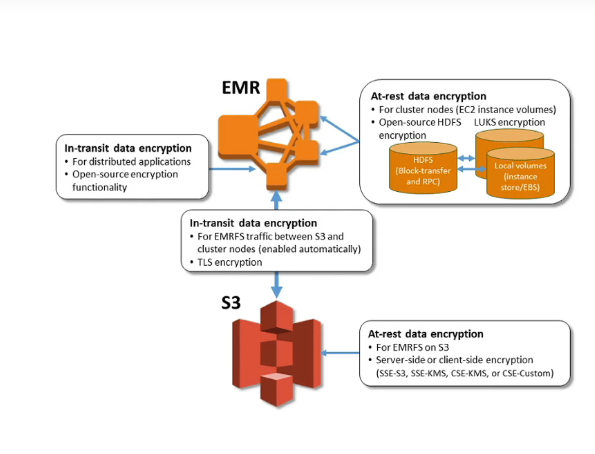 EMR
At-rest data encryption
• For cluster nodes (EC2 instance volumes)
• Open-source HDFS encryption
LUKS encryption
HDFS
(Block-transfer
and RPC)
Local volumes
(Instance
store/EBS)
In-transit data encryption
• For distributed applications
• Open-source encryption
functionality
In-transit data encryption
• For EMRFS traffic between S3 and
cluster nodes (enabled automatically)
• TLS encryption
S3
At-rest data encryption
• For EMRFS on S3
• Server-side or client-side encryption
(SSE-S3, SSE-KMS, CSE-KMS, or CSE-Custom)